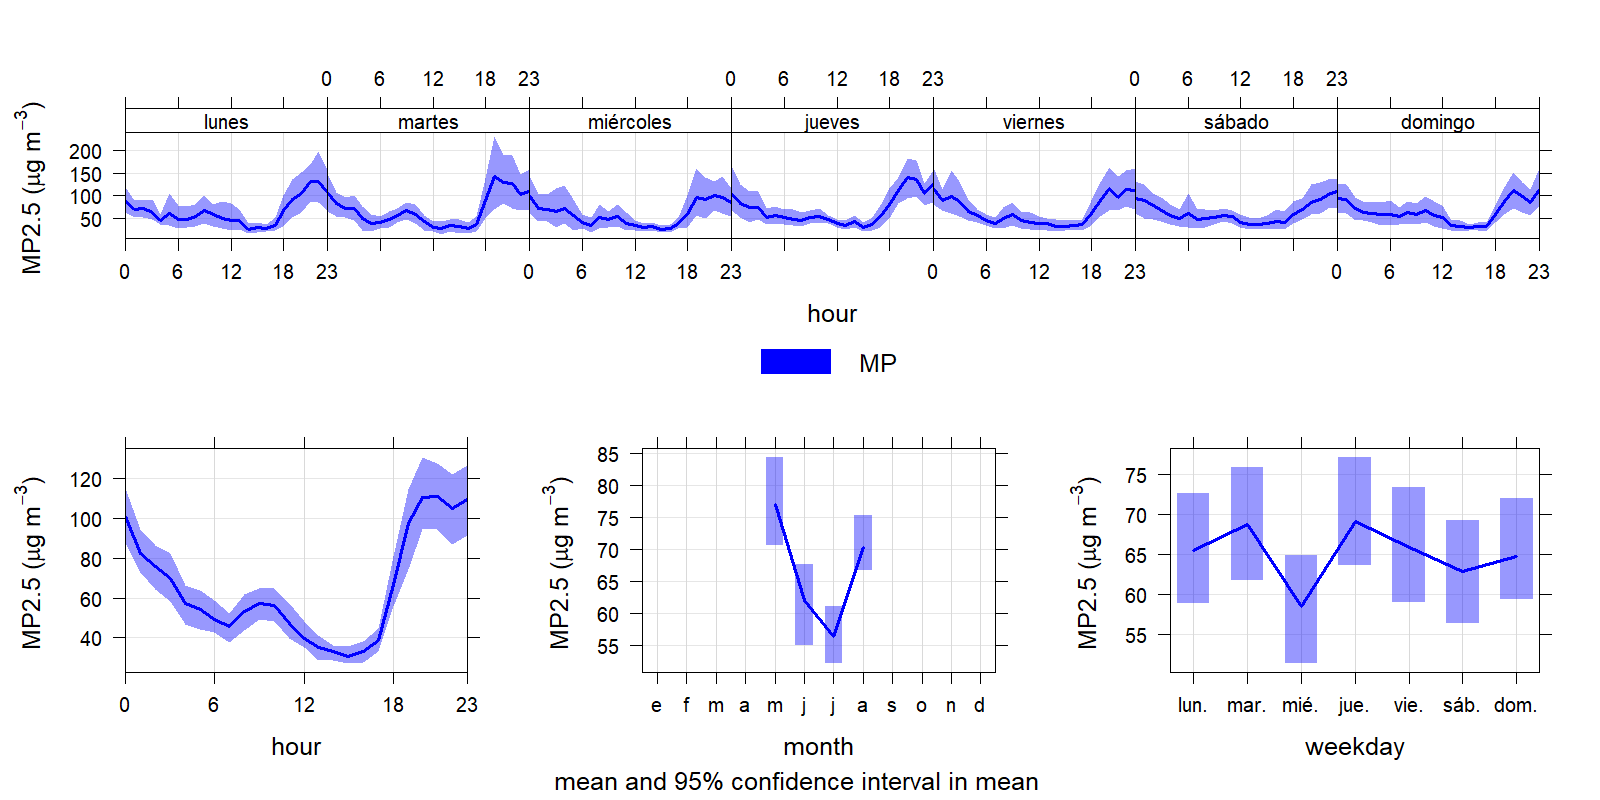 0 6 12 18 23 0 6 12 18 23 0 6 12 18 23
lunes martes miércoles jueves viernes sábado domingo
MP2.5 (µg m⁻³)
200
150
100
50
0 6 12 18 23 0 6 12 18 23 0 6 12 18 23 0 6 12 18 23
hour
MP
MP2.5 (µg m⁻³)
120
100
80
60
40
0 6 12 18 23
hour
MP2.5 (µg m⁻³)
85
80
75
70
65
60
55
e f m a m j j a s o n d
month
MP2.5 (µg m⁻³)
75
70
65
60
55
lun. mar. mié. jue. vie. sáb. dom.
weekday
mean and 95% confidence interval in mean